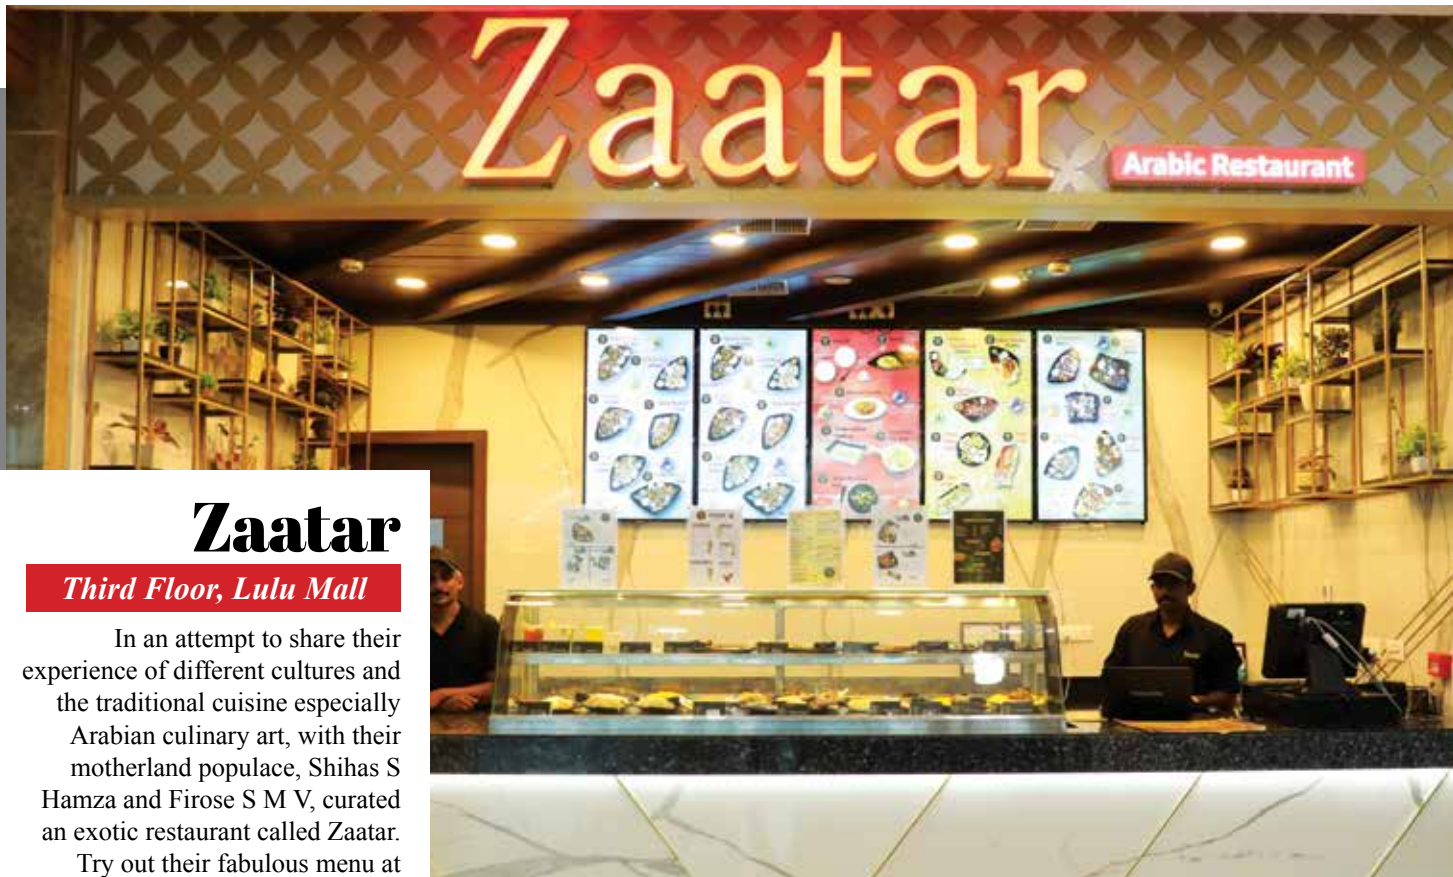 Zaatar
Arabic Restaurant
Zaatar
Third Floor, Lulu Mall
In an attempt to share their
experience of different cultures and
the traditional cuisine especially
Arabian culinary art, with their
motherland populace, Shihas S
Hamza and Firose S M V, curated
an exotic restaurant called Zaatar.
Try out their fabulous menu at